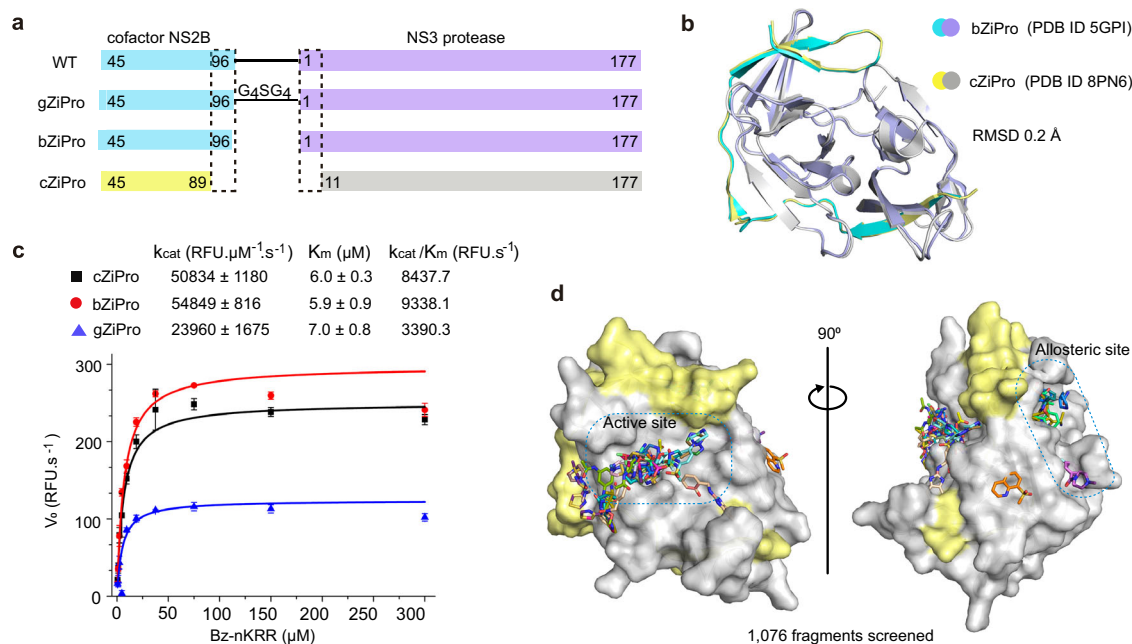 a
cofactor NS2B NS3 protease
WT 45 96 1 177
G₄SG₄
gZiPro 45 96 1 177
bZiPro 45 96 1 177
cZiPro 45 89 11 177
b
bZiPro (PDB ID 5GPI)
cZiPro (PDB ID 8PN6)
RMSD 0.2 Å
c
kcat (RFU.µM⁻¹.s⁻¹) Km (µM) kcat/Km (RFU.s⁻¹)
cZiPro 50834 ± 1180 6.0 ± 0.3 8437.7
bZiPro 54849 ± 816 5.9 ± 0.9 9338.1
gZiPro 23960 ± 1675 7.0 ± 0.8 3390.3
V₀ (RFU.s⁻¹)
300
200
100
0
0 50 100 150 200 250 300
Bz-nKRR (µM)
d
90º
Active site
Allosteric site
1,076 fragments screened